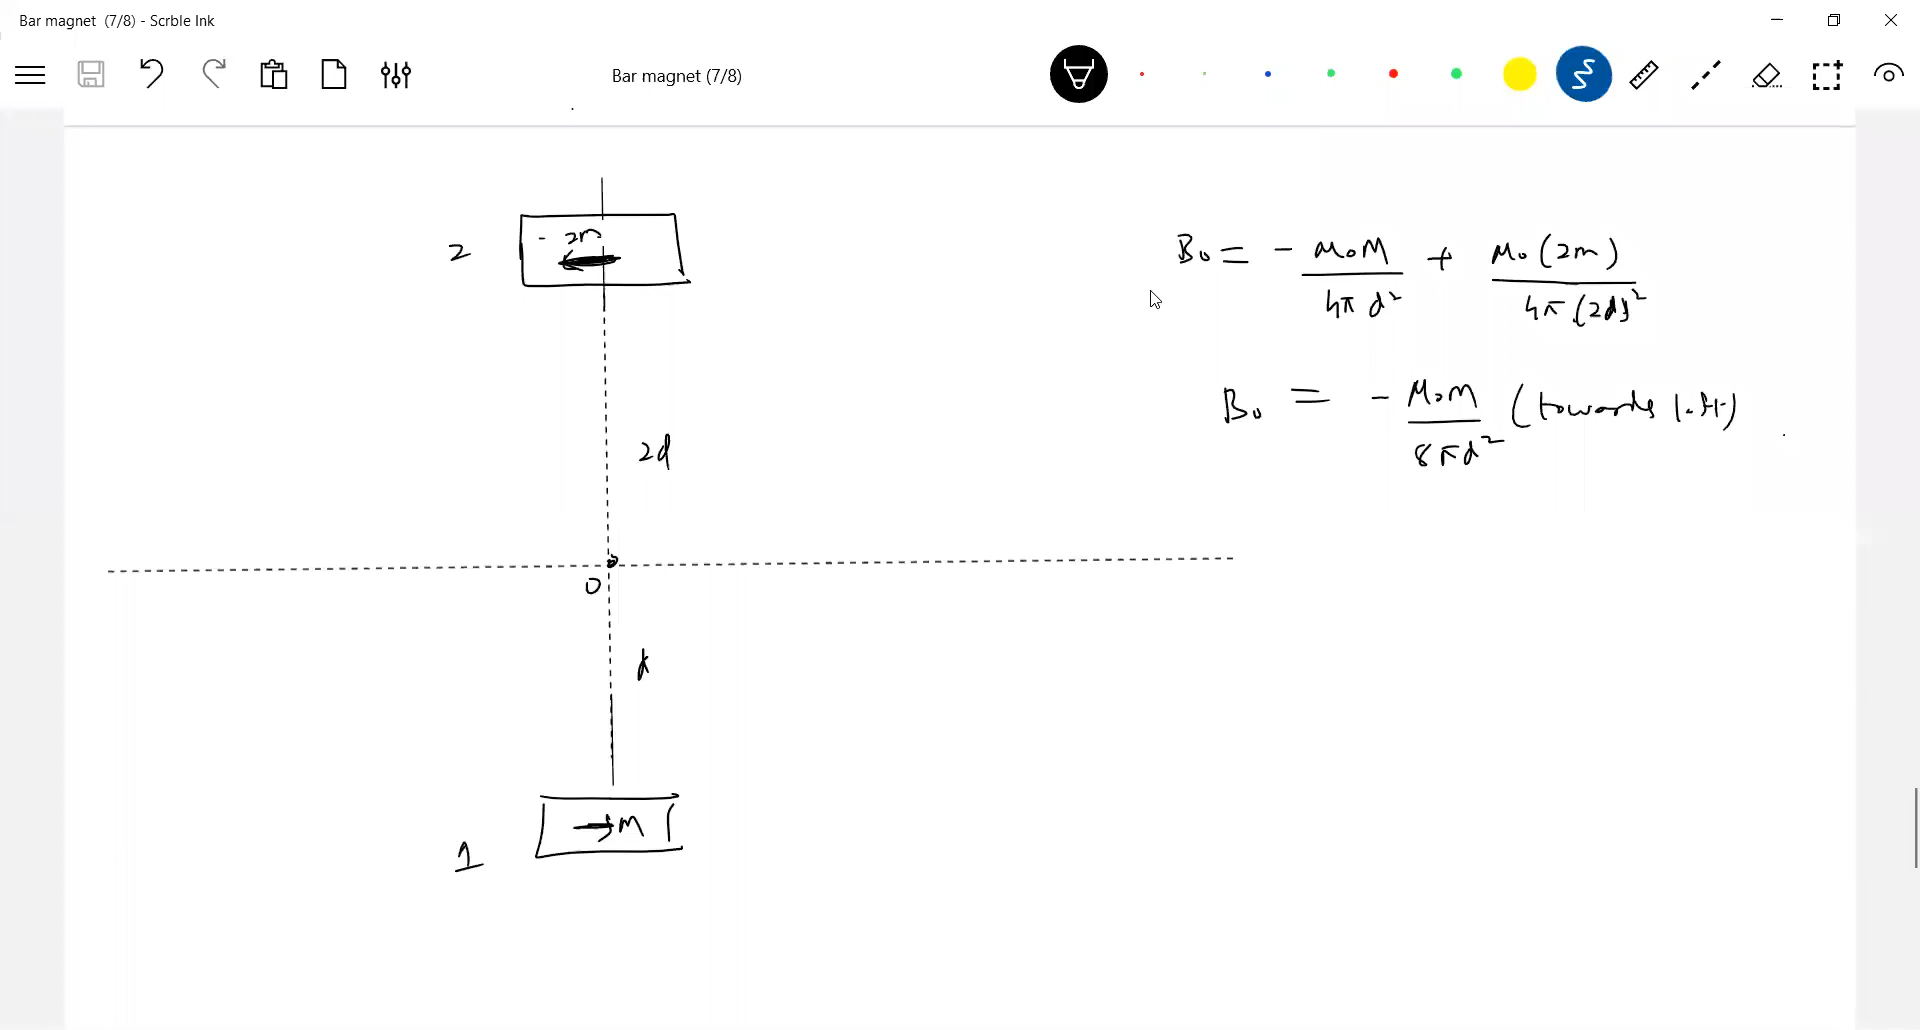 Bar magnet (7/8) - Scrble Ink
Bar magnet (7/8)
2
- 2m
B₀ = - μ₀M / 4π d² + μ₀(2m) / 4π(2d)²
B₀ = - μ₀M / 8πd² (towards left)
2d
O
d
1
→ M